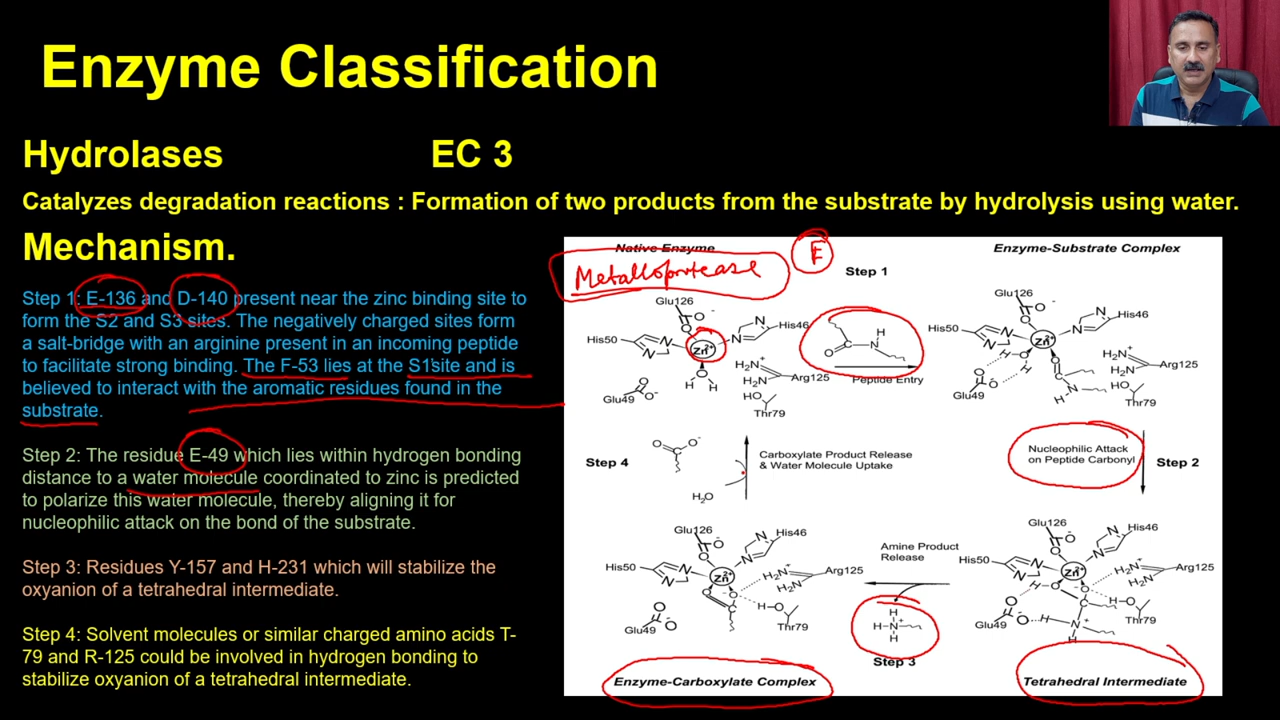 Enzyme Classification
Hydrolases EC 3
Catalyzes degradation reactions : Formation of two products from the substrate by hydrolysis using water.
Mechanism.
Step 1: E-136 and D-140 present near the zinc binding site to
form the S2 and S3 sites. The negatively charged sites form
a salt-bridge with an arginine present in an incoming peptide
to facilitate strong binding. The F-53 lies at the S1'site and is
believed to interact with the aromatic residues found in the
substrate.
Step 2: The residue E-49 which lies within hydrogen bonding
distance to a water molecule coordinated to zinc is predicted
to polarize this water molecule, thereby aligning it for
nucleophilic attack on the bond of the substrate.
Step 3: Residues Y-157 and H-231 which will stabilize the
oxyanion of a tetrahedral intermediate.
Step 4: Solvent molecules or similar charged amino acids T-
79 and R-125 could be involved in hydrogen bonding to
stabilize oxyanion of a tetrahedral intermediate.
Native Enzyme
Metalloprotease
Glu126
O
O⁻
His50
His46
N
N
N
N
Zn²⁺
O
H H
H₂N⁺
H₂N
Arg125
HO
Thr79
Glu49
O
O⁻
Step 1
O
C
N
H
Peptide Entry
Enzyme-Substrate Complex
Glu126
O
O⁻
His50
His46
N
N
N
N
Zn²⁺
H
O
H
O
C
N
H
H₂N⁺
H₂N
Arg125
HO
Thr79
Glu49
O
O
Nucleophilic Attack
on Peptide Carbonyl
Step 2
Glu126
O
O⁻
His50
His46
N
N
N
N
Zn²⁺
H
O
⁻O
C
H₂N⁺
H₂N
Arg125
H O
Thr79
Glu49
O
O
H
N⁺
H
Tetrahedral Intermediate
Amine Product
Release
H
H N⁺
H
Step 3
Glu126
O
O⁻
His50
His46
N
N
N
N
Zn²⁺
O
⁻O
C
H₂N⁺
H₂N
Arg125
H O
Thr79
Glu49
O
O⁻
Enzyme-Carboxylate Complex
Step 4
O
C
O⁻
H₂O
Carboxylate Product Release
& Water Molecule Uptake